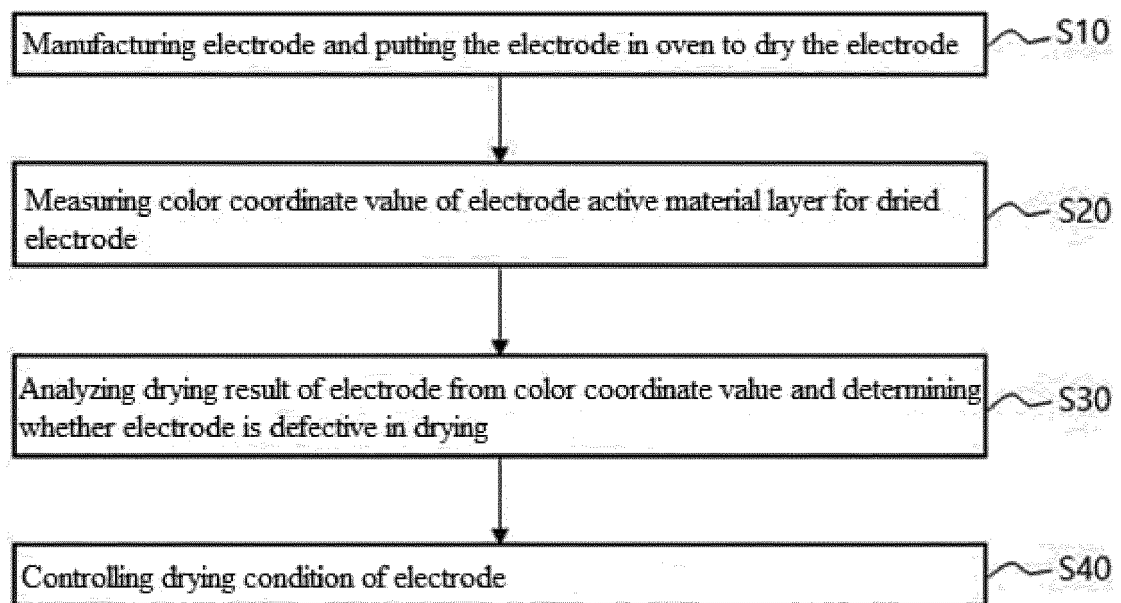 Manufacturing electrode and putting the electrode in oven to dry the electrode
S10
Measuring color coordinate value of electrode active material layer for dried
electrode
S20
Analyzing drying result of electrode from color coordinate value and determining
whether electrode is defective in drying
S30
Controlling drying condition of electrode
S40